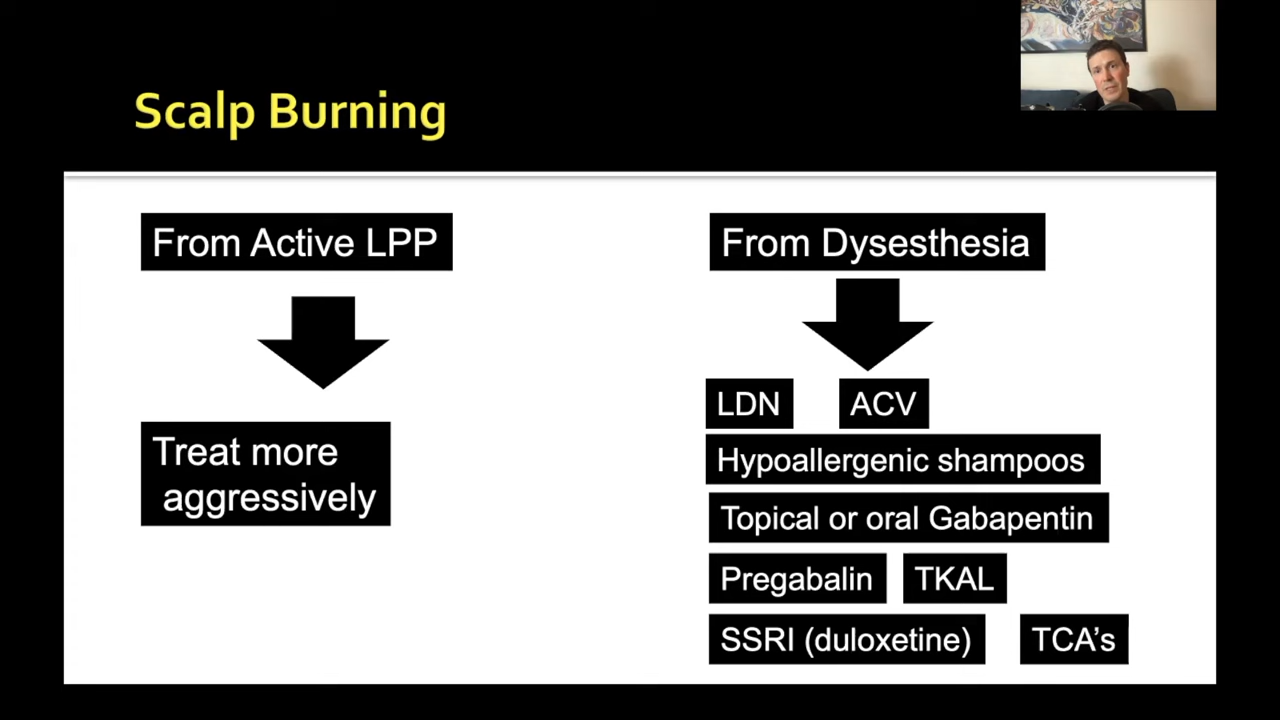 Scalp Burning
From Active LPP
Treat more
aggressively
From Dysesthesia
LDN
ACV
Hypoallergenic shampoos
Topical or oral Gabapentin
Pregabalin
TKAL
SSRI (duloxetine)
TCA's